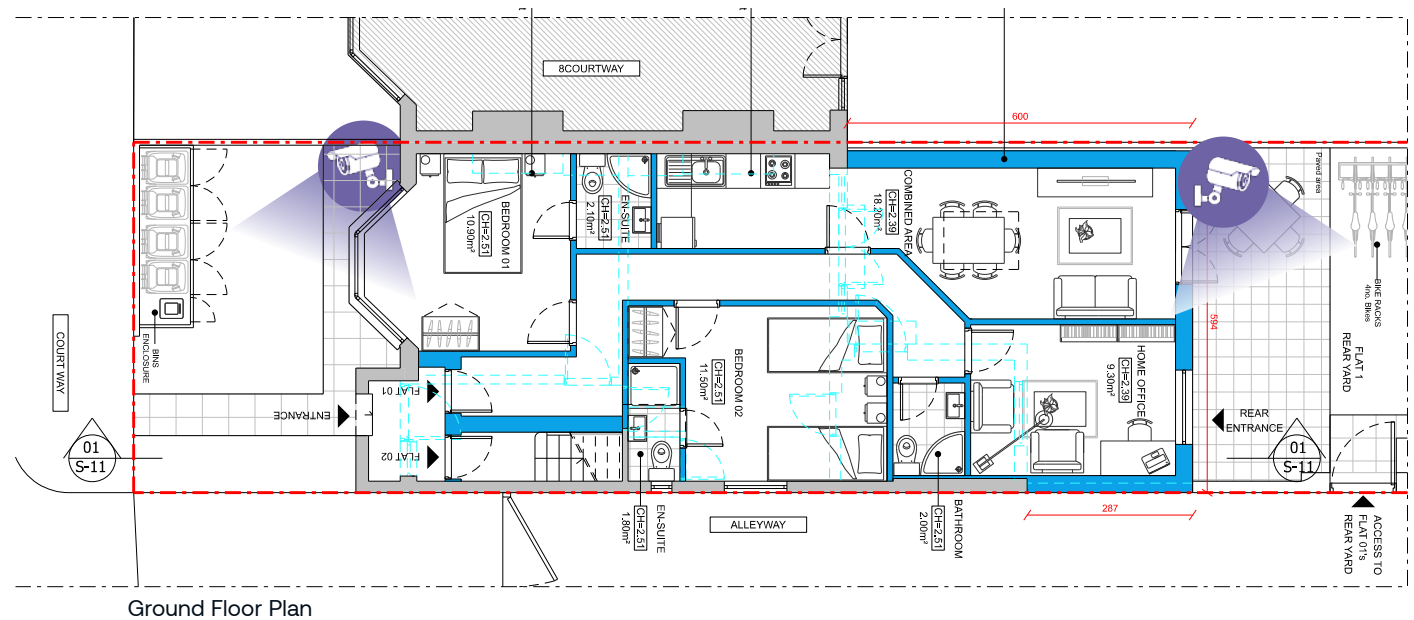 8COURTWAY
600
COMBINED AREA
CH=2.39
18.20m²
EN-SUITE
CH=2.51
2.10m²
BEDROOM 01
CH=2.51
10.90m²
Paved area
BIKE RACKS
4no. Bikes
594
FLAT 1
REAR YARD
COURT WAY
BINS
ENCLOSURE
BEDROOM 02
CH=2.51
11.50m²
HOME OFFICE
CH=2.39
9.30m²
FLAT 01
ENTRANCE
FLAT 02
REAR
ENTRANCE
01
S-11
01
S-11
EN-SUITE
CH=2.51
1.80m²
ALLEYWAY
BATHROOM
CH=2.51
2.00m²
287
ACCESS TO
FLAT 01's
REAR YARD
Ground Floor Plan